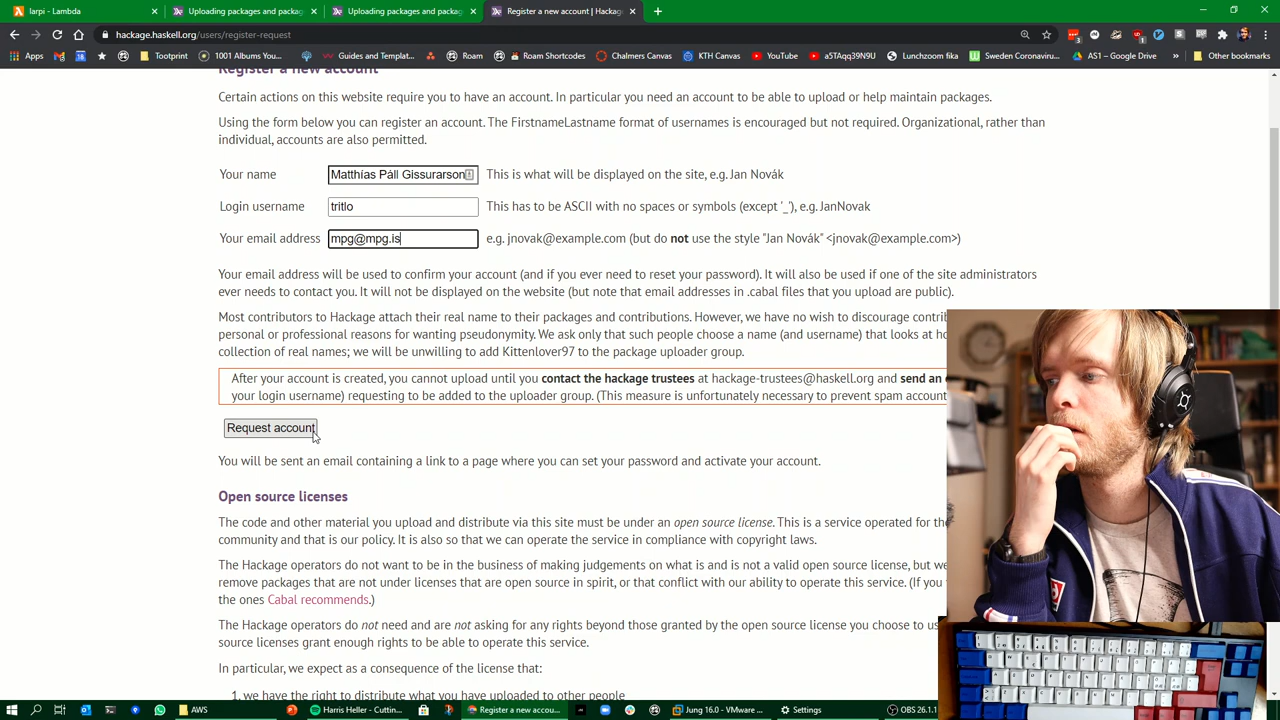 larpi - Lambda
Uploading packages and packag
Uploading packages and packag
Register a new account | Hackag
hackage.haskell.org/users/register-request
Apps
18
Tootprint
1001 Albums You...
Guides and Templat...
Roam
Roam Shortcodes
Chalmers Canvas
KTH Canvas
YouTube
a5TAqq39N9U
Lunchzoom fika
Sweden Coronaviru...
AS1 – Google Drive
Other bookmarks
Register a new account
Certain actions on this website require you to have an account. In particular you need an account to be able to upload or help maintain packages.
Using the form below you can register an account. The FirstnameLastname format of usernames is encouraged but not required. Organizational, rather than
individual, accounts are also permitted.
Your name Matthías Páll Gissurarson This is what will be displayed on the site, e.g. Jan Novák
Login username tritlo This has to be ASCII with no spaces or symbols (except '_'), e.g. JanNovak
Your email address mpg@mpg.is e.g. jnovak@example.com (but do not use the style "Jan Novák" <jnovak@example.com>)
Your email address will be used to confirm your account (and if you ever need to reset your password). It will also be used if one of the site administrators
ever needs to contact you. It will not be displayed on the website (but note that email addresses in .cabal files that you upload are public).
Most contributors to Hackage attach their real name to their packages and contributions. However, we have no wish to discourage contrib
personal or professional reasons for wanting pseudonymity. We ask only that such people choose a name (and username) that looks at ho
collection of real names; we will be unwilling to add Kittenlover97 to the package uploader group.
After your account is created, you cannot upload until you contact the hackage trustees at hackage-trustees@haskell.org and send an e
your login username) requesting to be added to the uploader group. (This measure is unfortunately necessary to prevent spam account
Request account
You will be sent an email containing a link to a page where you can set your password and activate your account.
Open source licenses
The code and other material you upload and distribute via this site must be under an open source license. This is a service operated for the
community and that is our policy. It is also so that we can operate the service in compliance with copyright laws.
The Hackage operators do not want to be in the business of making judgements on what is and is not a valid open source license, but we
remove packages that are not under licenses that are open source in spirit, or that conflict with our ability to operate this service. (If you
the ones Cabal recommends.)
The Hackage operators do not need and are not asking for any rights beyond those granted by the open source license you choose to us
source licenses grant enough rights to be able to operate this service.
In particular, we expect as a consequence of the license that:
1. we have the right to distribute what you have uploaded to other people
AWS
Harris Heller - Cuttin...
Register a new accou...
Jung 16.0 - VMware ...
Settings
OBS 26.1.1